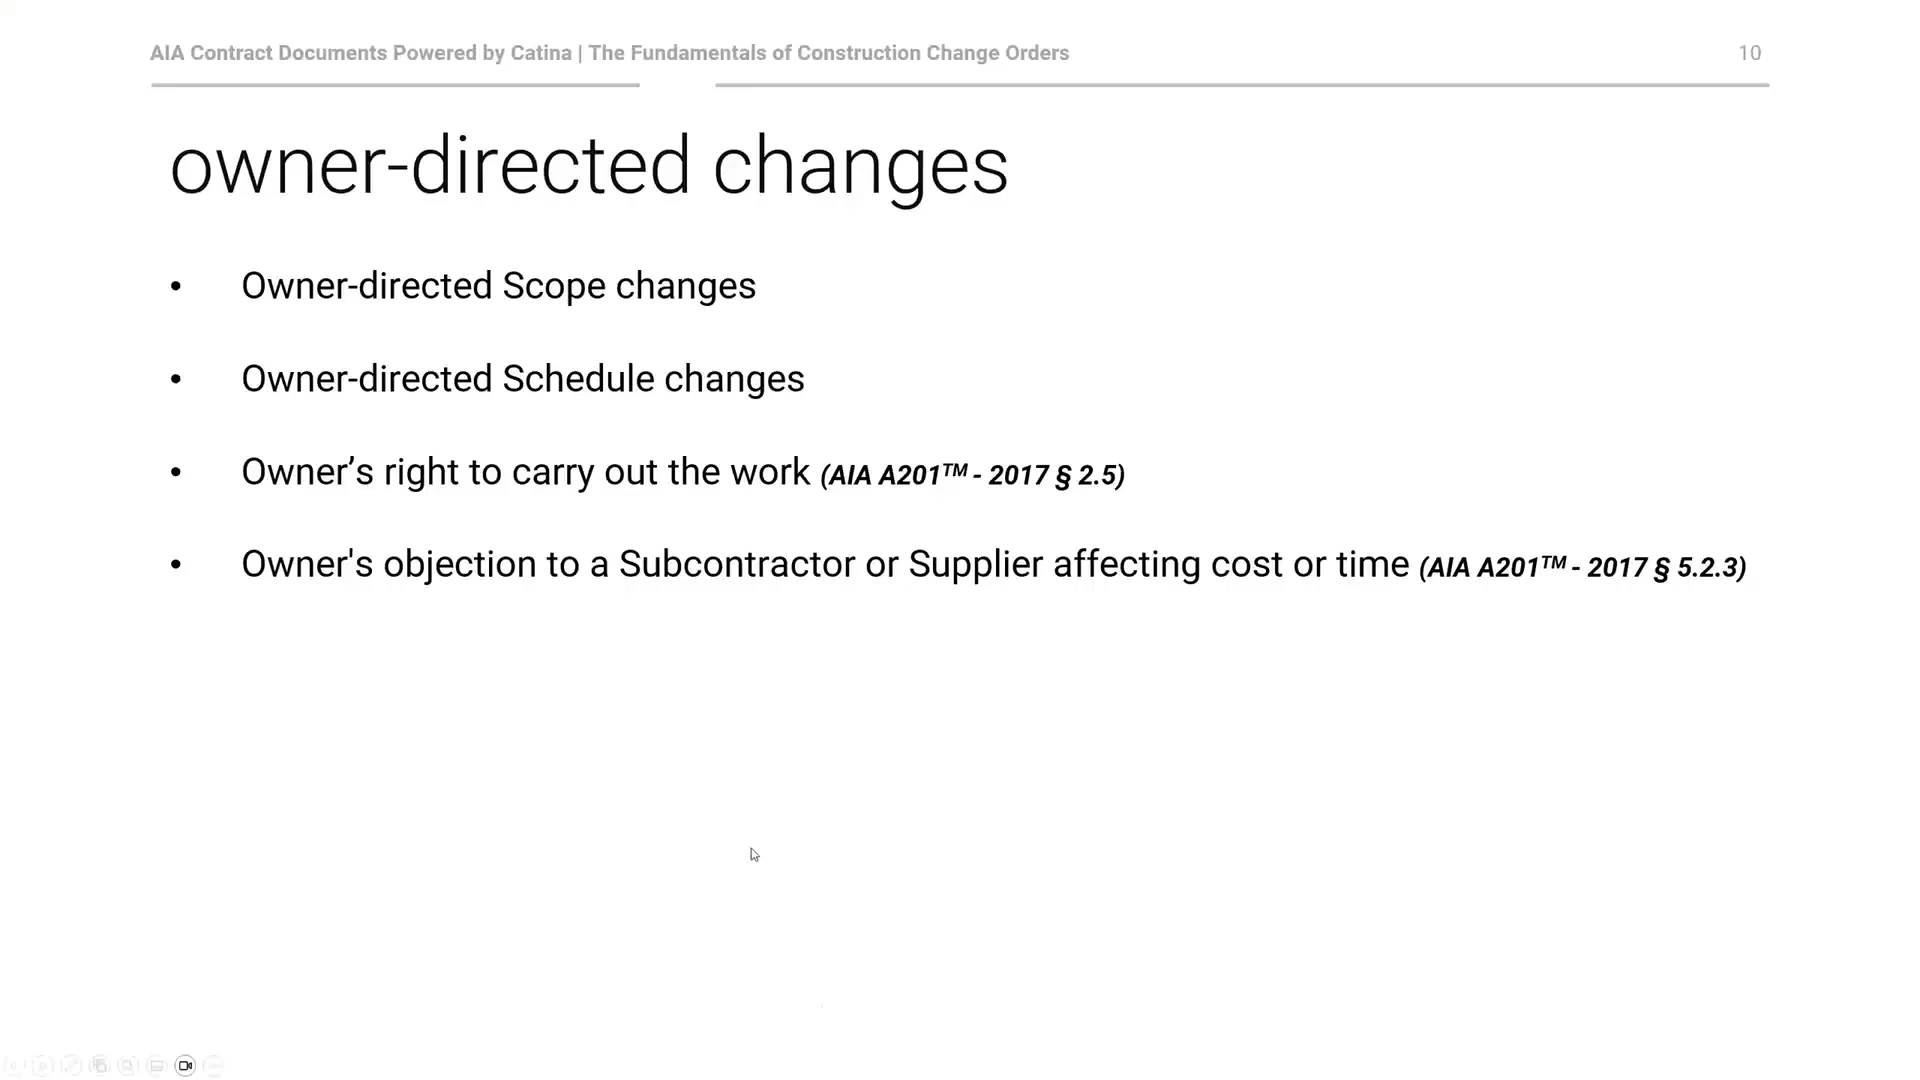 AIA Contract Documents Powered by Catina | The Fundamentals of Construction Change Orders
10
owner-directed changes
• Owner-directed Scope changes
• Owner-directed Schedule changes
• Owner’s right to carry out the work (AIA A201™ - 2017 § 2.5)
• Owner's objection to a Subcontractor or Supplier affecting cost or time (AIA A201™ - 2017 § 5.2.3)